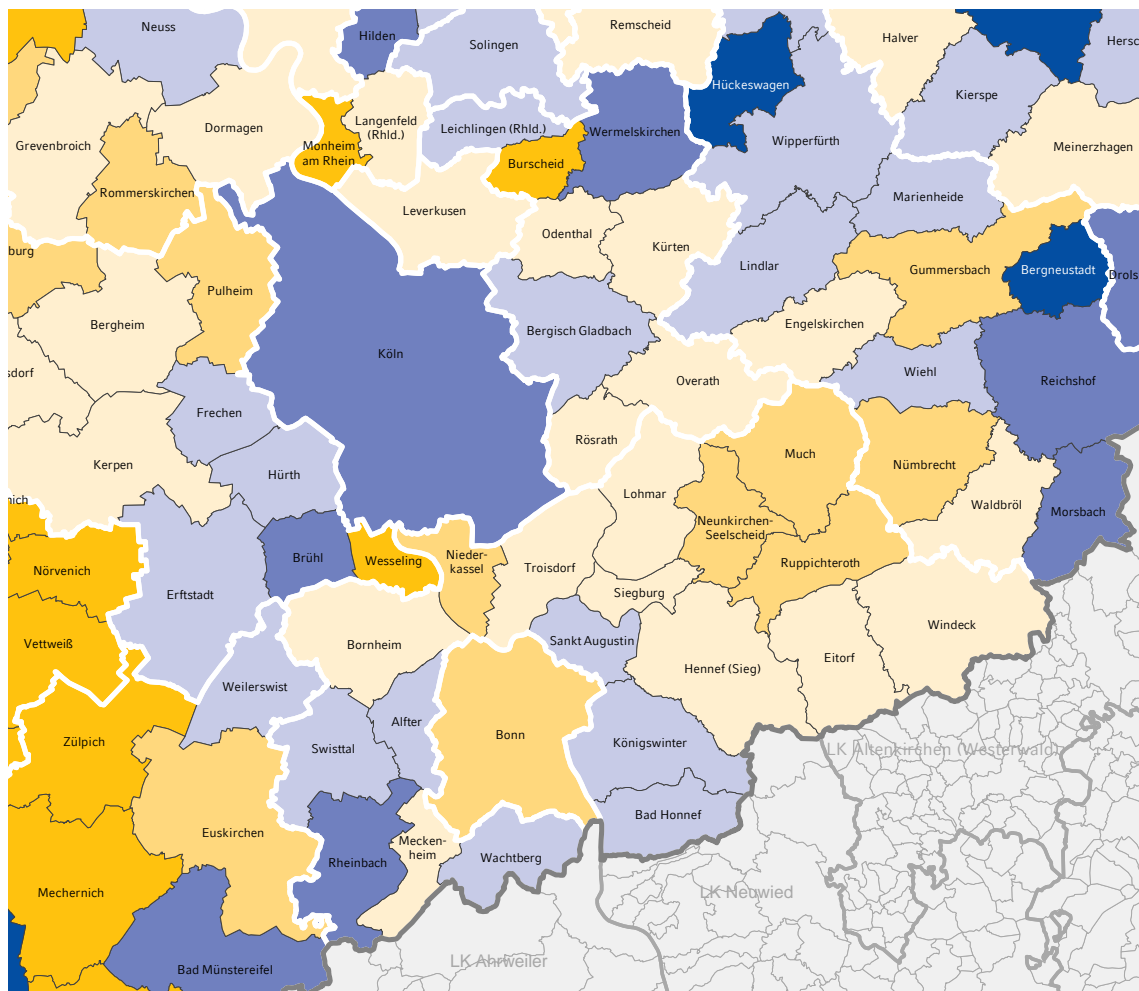 Neuss
Hilden
Solingen
Remscheid
Halver
Hersc
Hückeswagen
Kierspe
Dormagen
Langenfeld
(Rhld.)
Leichlingen (Rhld.)
Wermelskirchen
Wipperfürth
Grevenbroich
Monheim
am Rhein
Burscheid
Meinerzhagen
Rommerskirchen
Leverkusen
Marienheide
Odenthal
Kürten
burg
Lindlar
Gummersbach
Bergneustadt
Drols
Pulheim
Bergheim
Bergisch Gladbach
Engelskirchen
Köln
sdorf
Overath
Wiehl
Reichshof
Frechen
Rösrath
Much
Kerpen
Hürth
Nümbrecht
Lohmar
nich
Waldbröl
Morsbach
Neunkirchen-
Seelscheid
Brühl
Wesseling
Nieder-
kassel
Troisdorf
Ruppichteroth
Nörvenich
Erftstadt
Siegburg
Windeck
Vettweiß
Bornheim
Sankt Augustin
Eitorf
Hennef (Sieg)
Weilerswist
Alfter
Zülpich
Swisttal
Bonn
Königswinter
LK Altenkirchen (Westerwald)
Bad Honnef
Euskirchen
Mecken-
heim
Rheinbach
Wachtberg
Mechernich
LK Neuwied
LK Ahrweiler
Bad Münstereifel